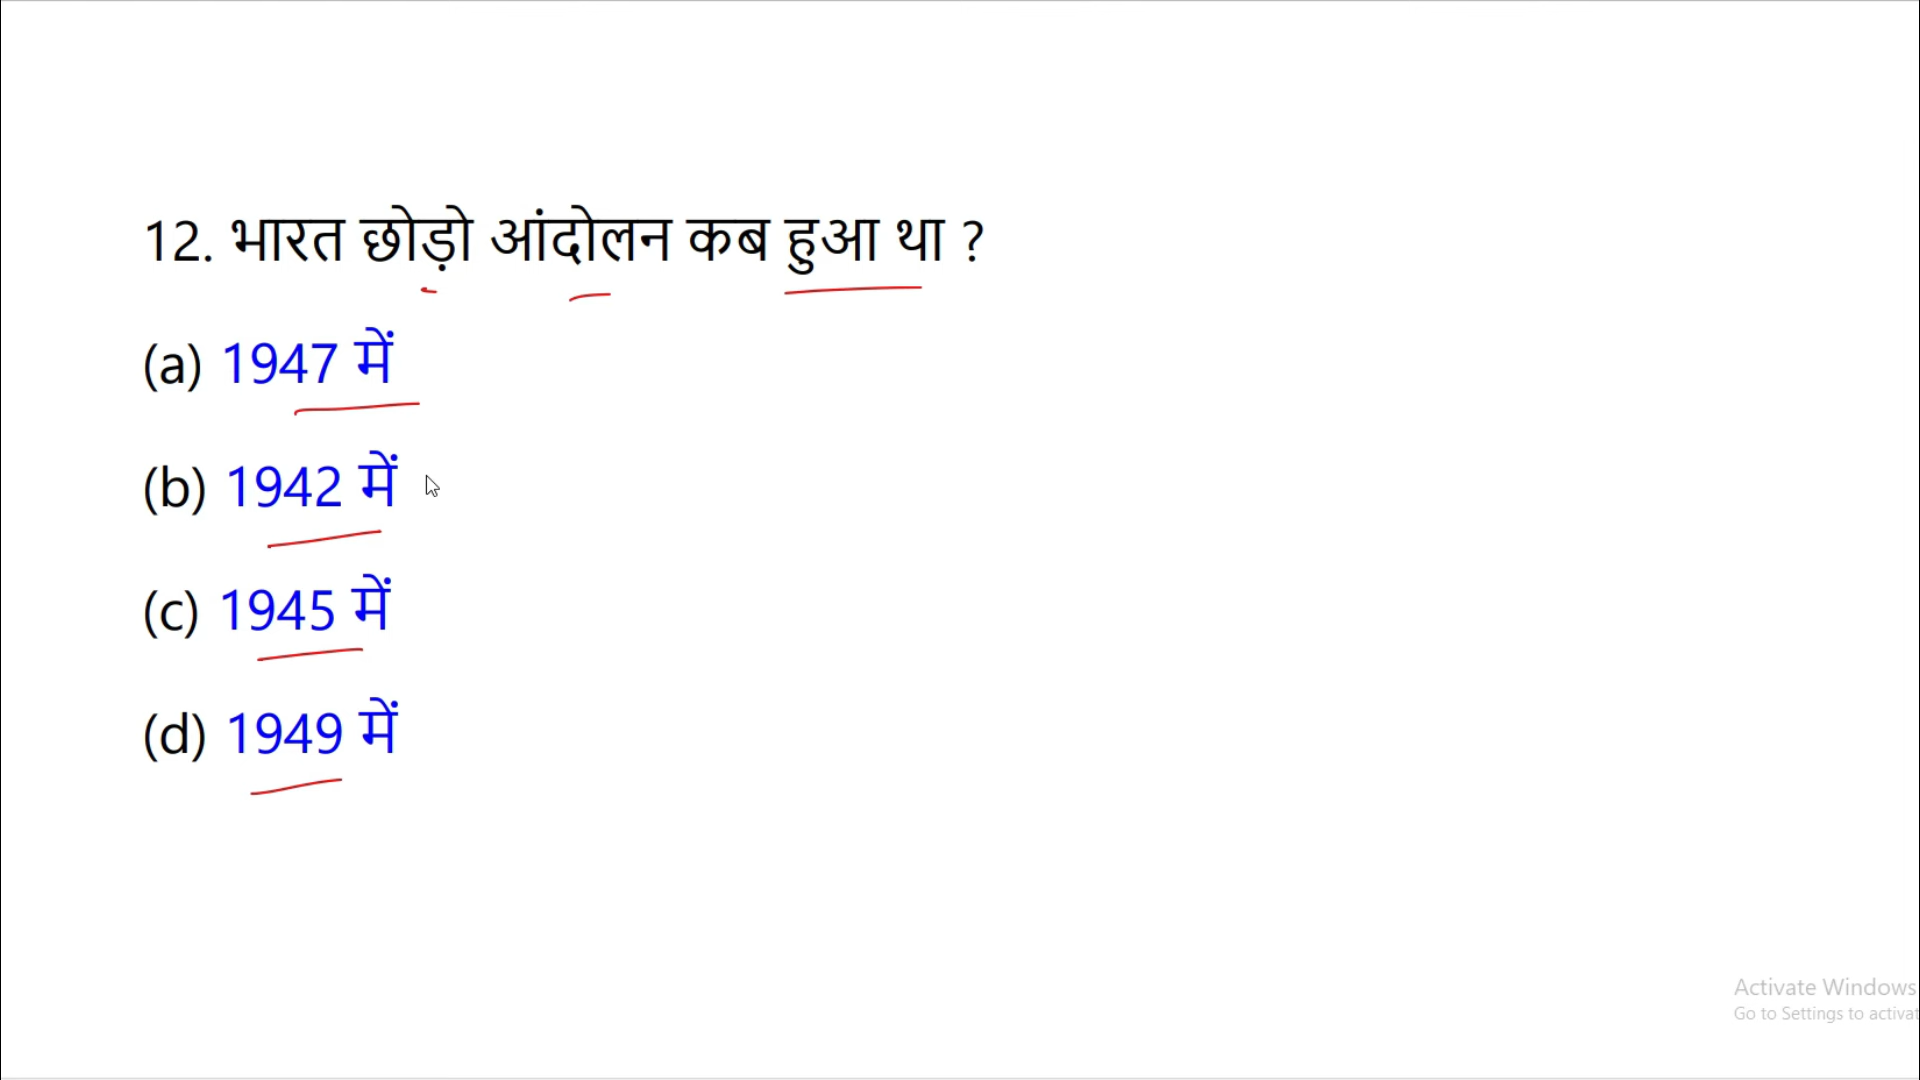 12. भारत छोड़ो आंदोलन कब हुआ था ?
(a) 1947 में
(b) 1942 में
(c) 1945 में
(d) 1949 में
Activate Windows
Go to Settings to activat